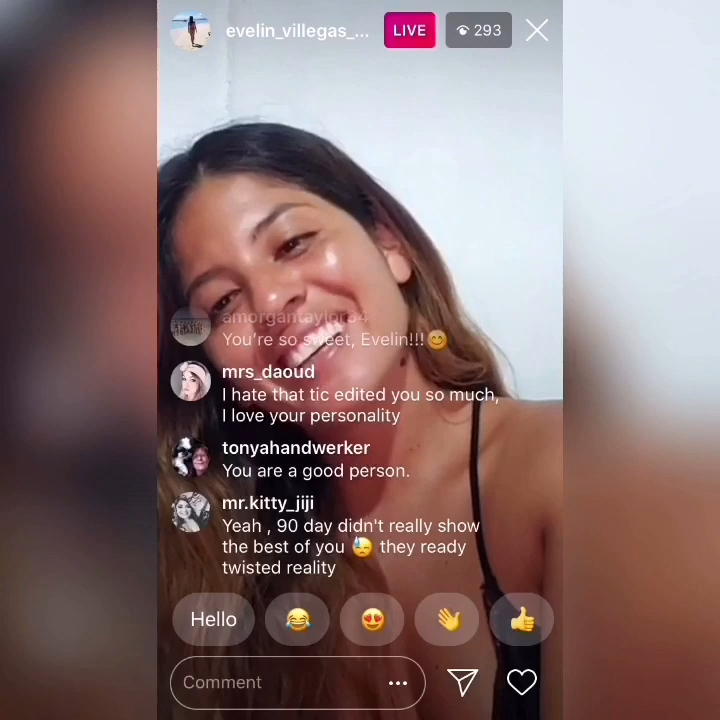 evelin_villegas_... LIVE 293
amorgantaylor34
You're so sweet, Evelin!!!😊
mrs_daoud
I hate that tic edited you so much,
I love your personality
tonyahandwerker
You are a good person.
mr.kitty_jiji
Yeah , 90 day didn't really show
the best of you 😓 they ready
twisted reality
Hello 😂 😍 👋 👍
Comment ...